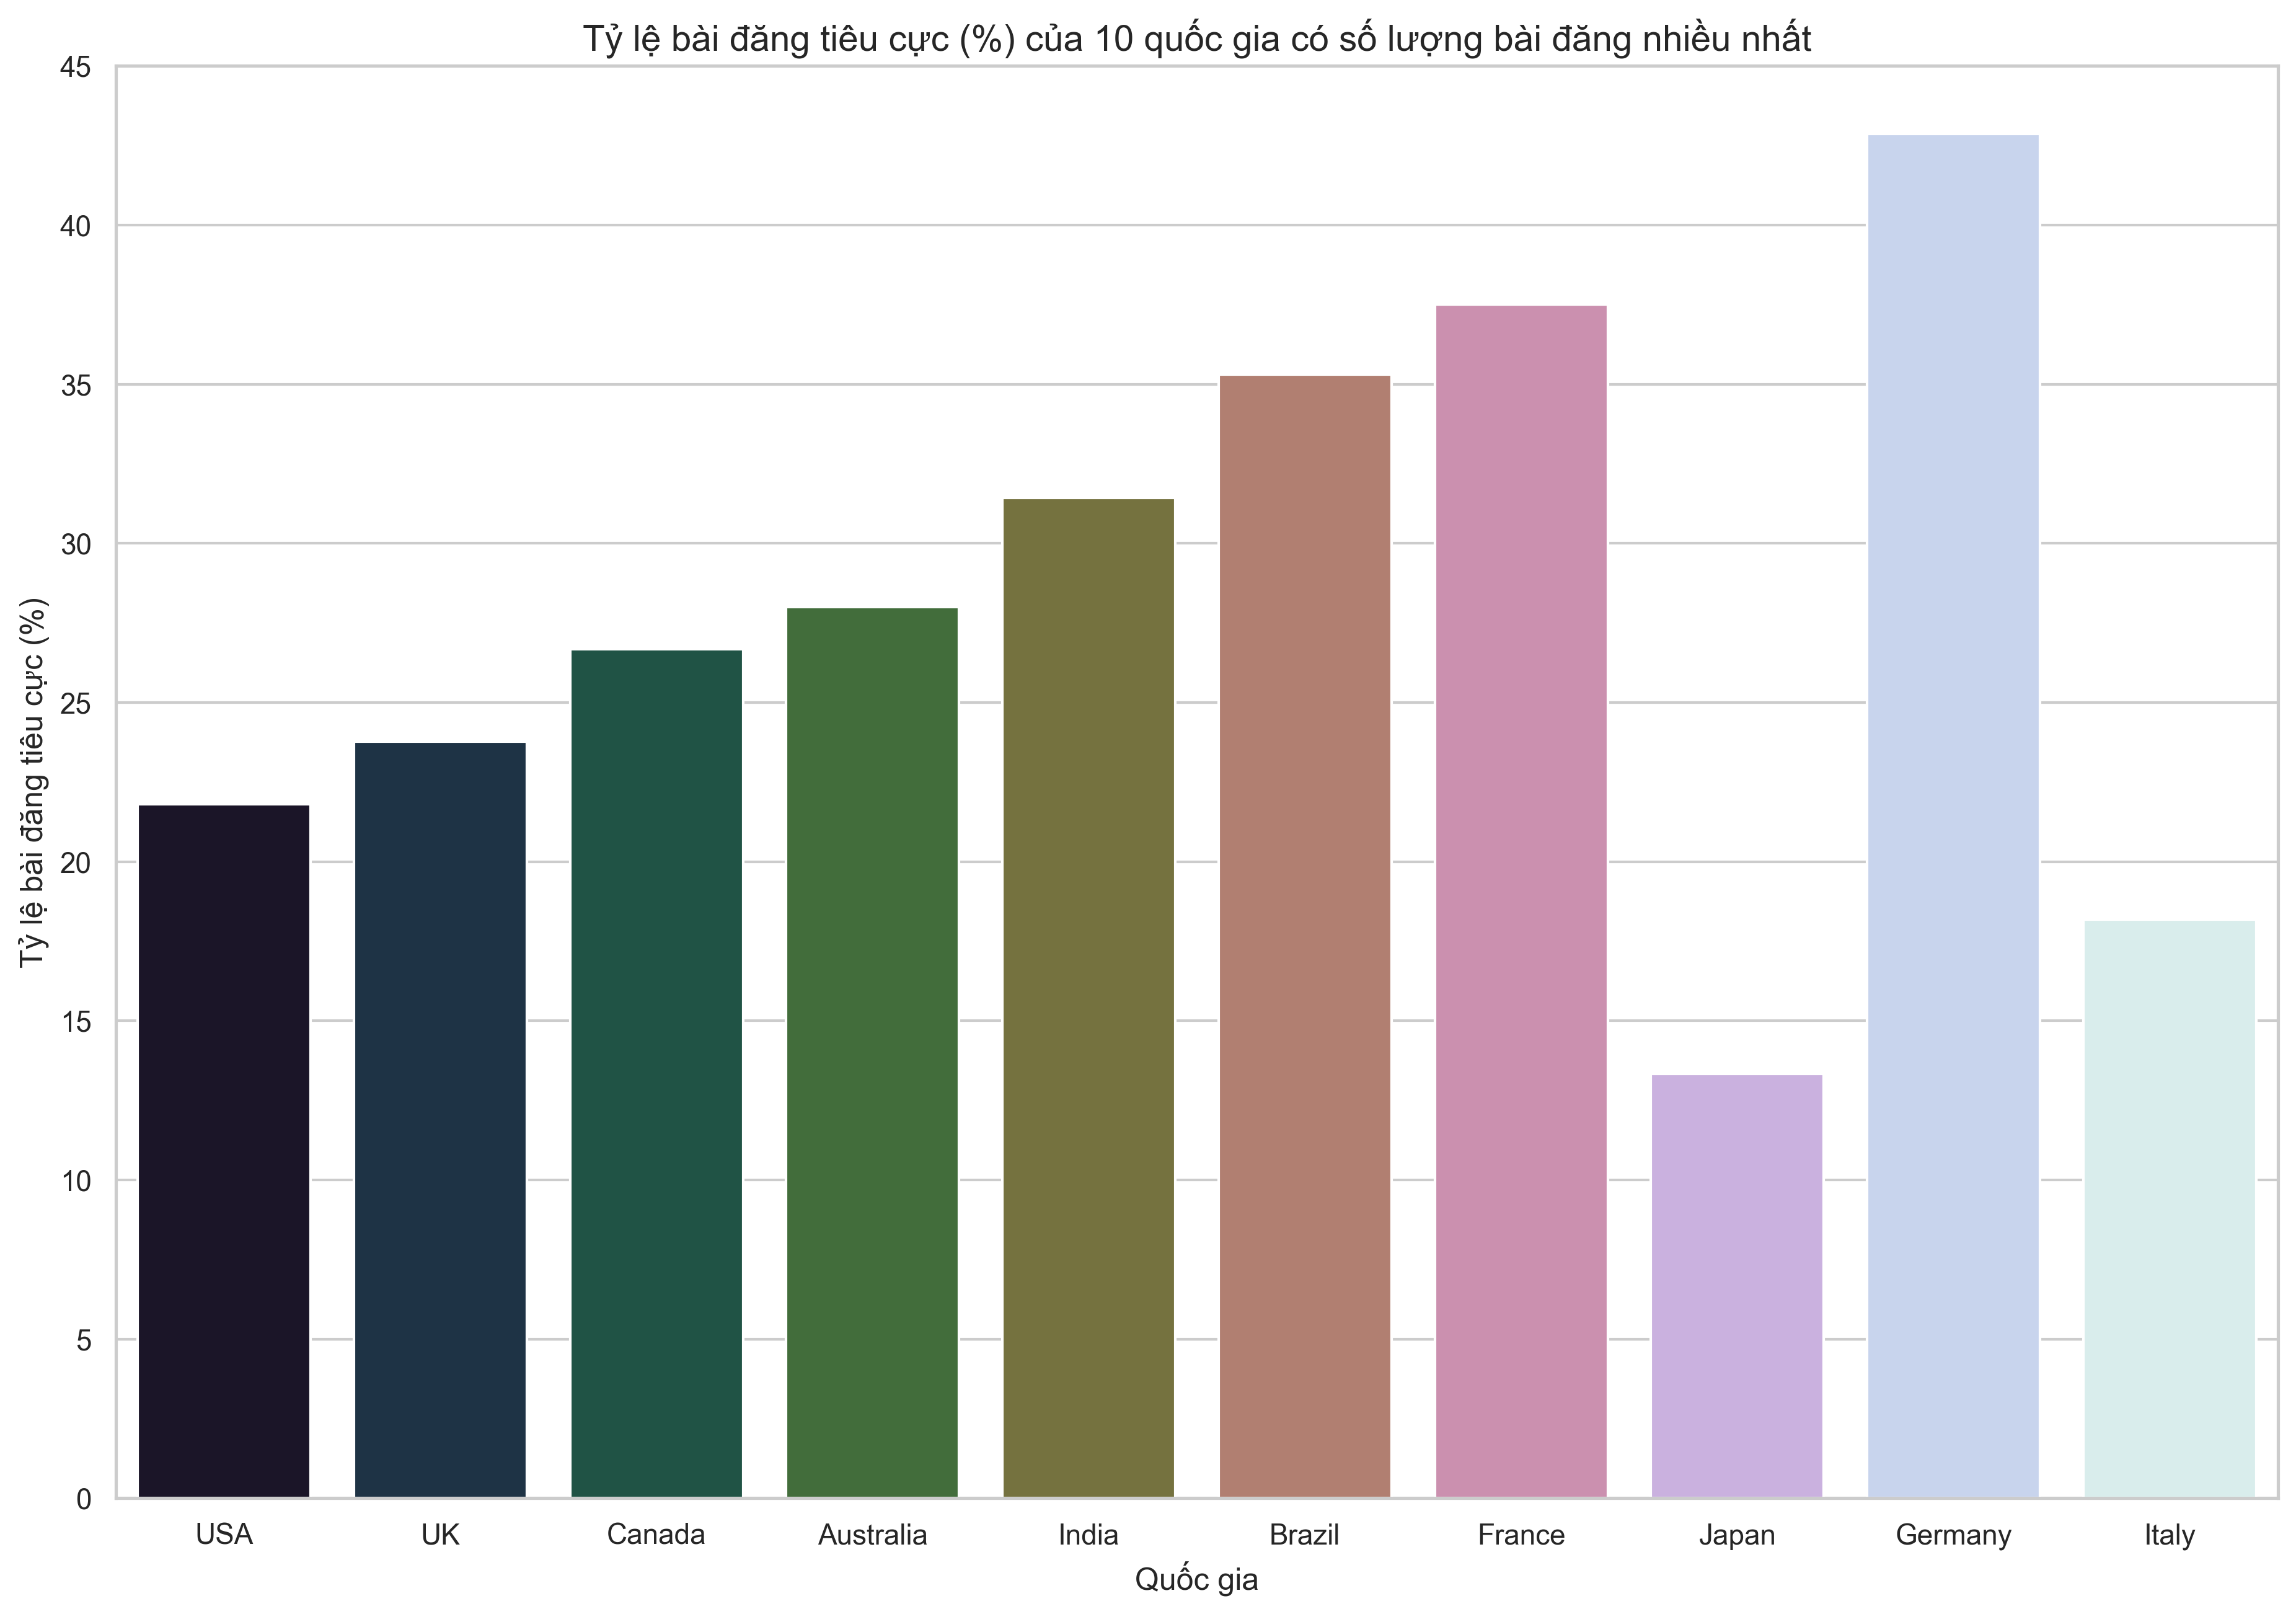 Tỷ lệ bài đăng tiêu cực (%) của 10 quốc gia có số lượng bài đăng nhiều nhất
Tỷ lệ bài đăng tiêu cực (%)
45
40
35
30
25
20
15
10
5
0
USA UK Canada Australia India Brazil France Japan Germany Italy
Quốc gia